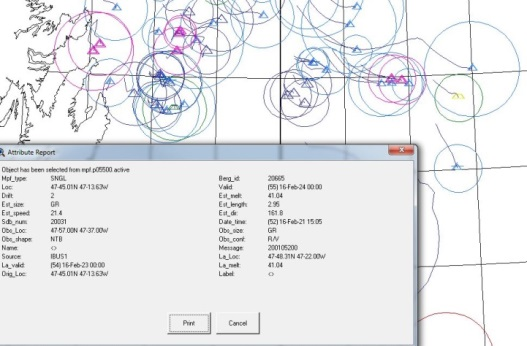 Attribute Report
Object has been selected from mpf.p05500.active
Mpf_type: SNGL Berg_id: 20665
Loc: 47-45.01N 47-13.63W Valid: (55) 16-Feb-24 00:00
Drift: 2 Est_melt: 41.04
Est_size: GR Est_length: 2.95
Est_speed: 21.4 Est_dir: 161.8
Sdb_num: 20031 Date_time: (52) 16-Feb-21 15:05
Obs_Loc: 47-57.00N 47-37.00W Obs_size: GR
Obs_shape: NTB Obs_conf: R/V
Name: <> Message: 200105200
Source: IBUS1 La_Loc: 47-48.31N 47-22.00W
La_valid: (54) 16-Feb-23 00:00 La_melt: 41.04
Orig_Loc: 47-45.01N 47-13.63W Label: <>
Print Cancel